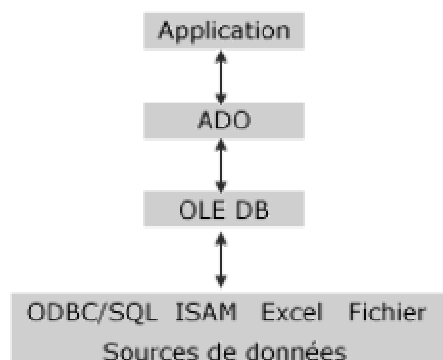 Application
ADO
OLE DB
ODBC/SQL ISAM Excel Fichier
Sources de données